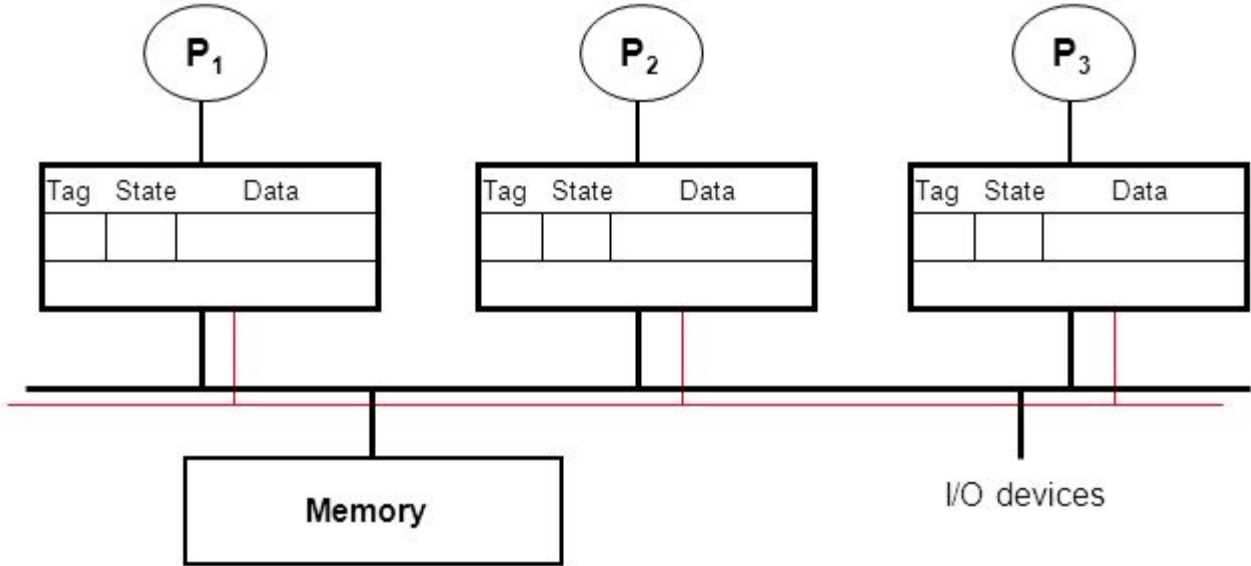 P1 P2 P3
Tag State Data Tag State Data Tag State Data
Memory
I/O devices